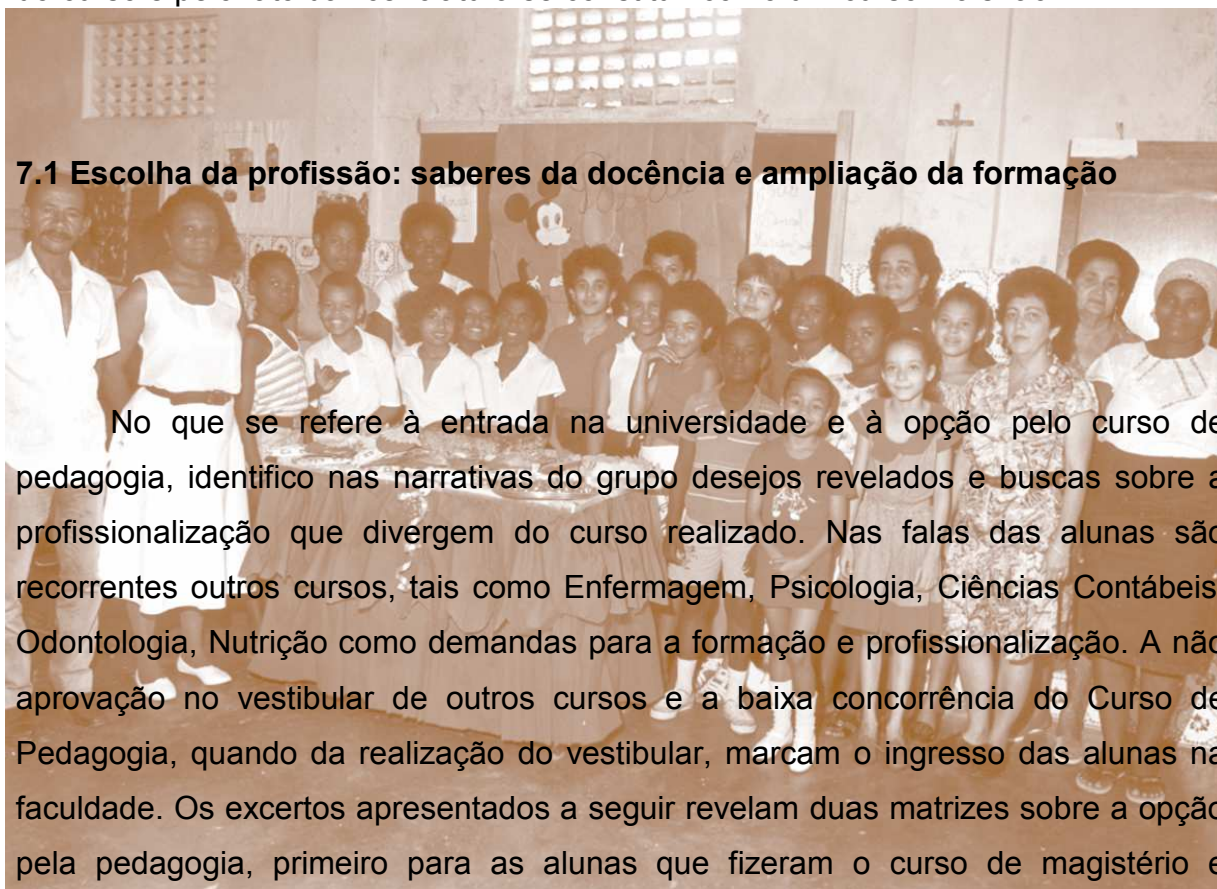 7.1 Escolha da profissão: saberes da docência e ampliação da formação
No que se refere à entrada na universidade e à opção pelo curso de
pedagogia, identifico nas narrativas do grupo desejos revelados e buscas sobre a
profissionalização que divergem do curso realizado. Nas falas das alunas são
recorrentes outros cursos, tais como Enfermagem, Psicologia, Ciências Contábeis
Odontologia, Nutrição como demandas para a formação e profissionalização. A não
aprovação no vestibular de outros cursos e a baixa concorrência do Curso de
Pedagogia, quando da realização do vestibular, marcam o ingresso das alunas na
faculdade. Os excertos apresentados a seguir revelam duas matrizes sobre a opção
pela pedagogia, primeiro para as alunas que fizeram o curso de magistério e